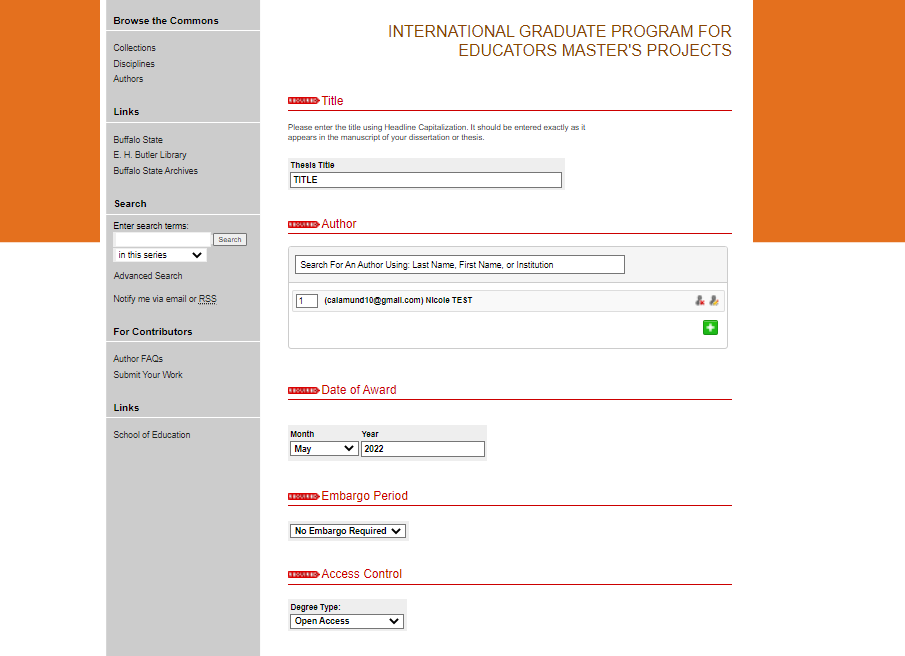 Browse the Commons
Collections
Disciplines
Authors
Links
Buffalo State
E. H. Butler Library
Buffalo State Archives
Search
Enter search terms:
Search
in this series
Advanced Search
Notify me via email or RSS
For Contributors
Author FAQs
Submit Your Work
Links
School of Education
INTERNATIONAL GRADUATE PROGRAM FOR
EDUCATORS MASTER'S PROJECTS
REQUIRED Title
Please enter the title using Headline Capitalization. It should be entered exactly as it
appears in the manuscript of your dissertation or thesis.
Thesis Title
TITLE
REQUIRED Author
Search For An Author Using: Last Name, First Name, or Institution
1 (calamund10@gmail.com) Nicole TEST
REQUIRED Date of Award
Month Year
May 2022
REQUIRED Embargo Period
No Embargo Required
REQUIRED Access Control
Degree Type:
Open Access